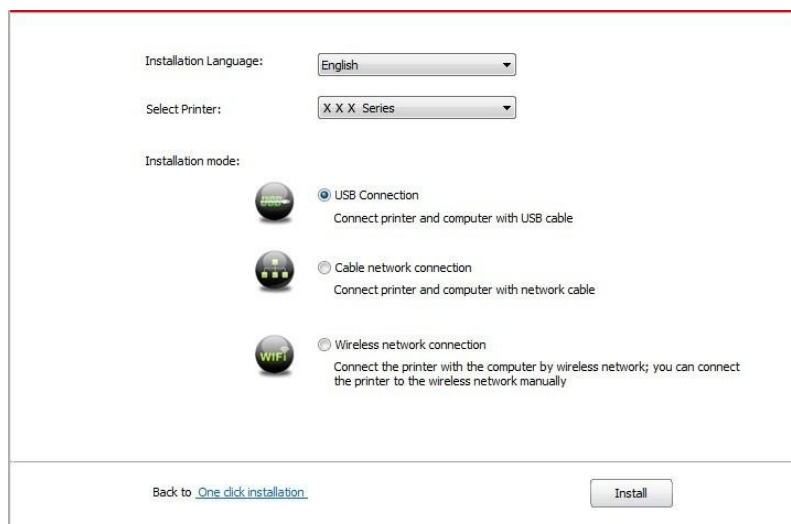 Installation Language:
English
Select Printer:
X X X Series
Installation mode:
USB
USB Connection
Connect printer and computer with USB cable
Cable network connection
Connect printer and computer with network cable
WiFi
Wireless network connection
Connect the printer with the computer by wireless network; you can connect
the printer to the wireless network manually
Back to One click installation
Install